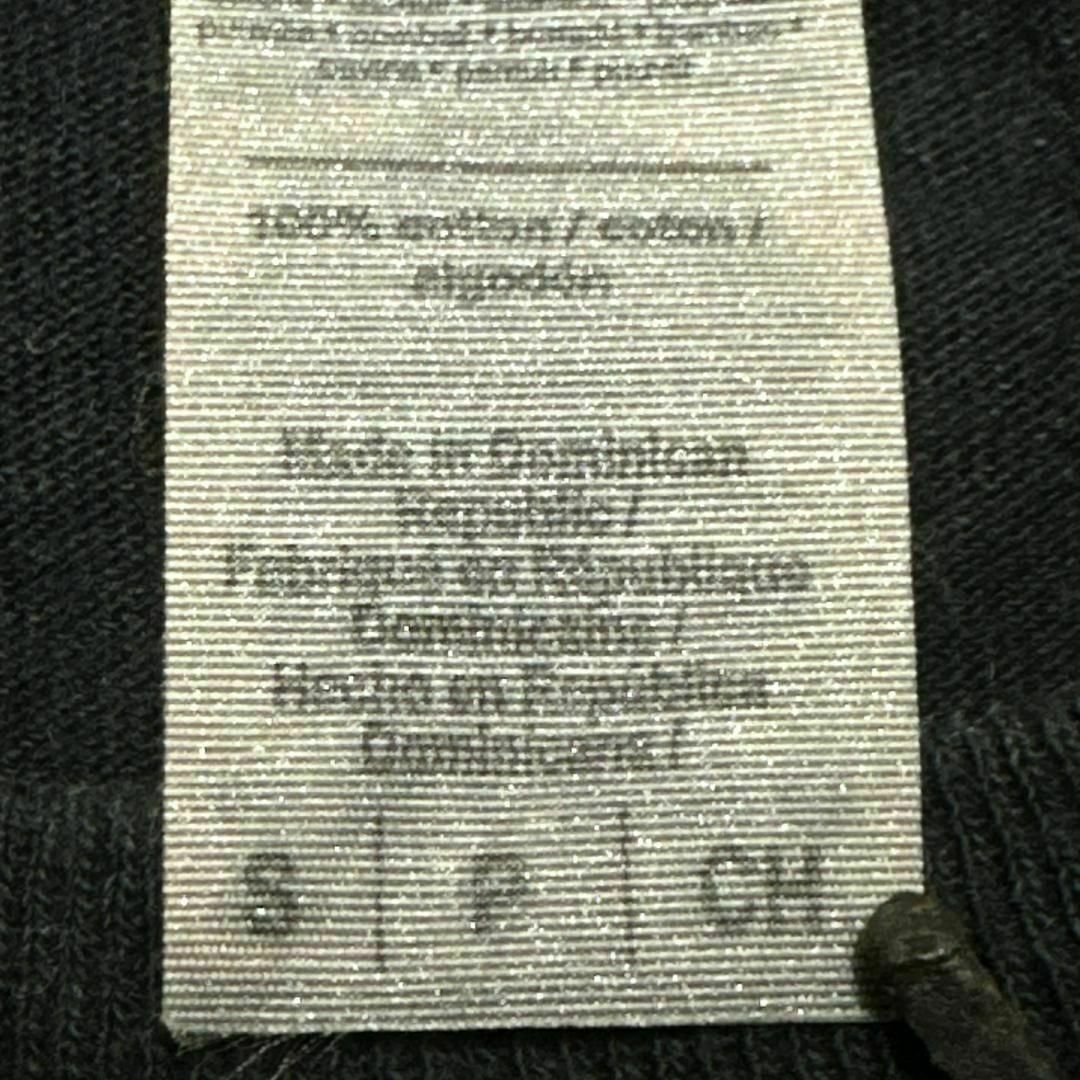 100% cotton / coton /
algodón
Made in Dominican
Republic /
Fabriqué en République
Dominicaine /
Hecho en República
Dominicana /
S | P | CH